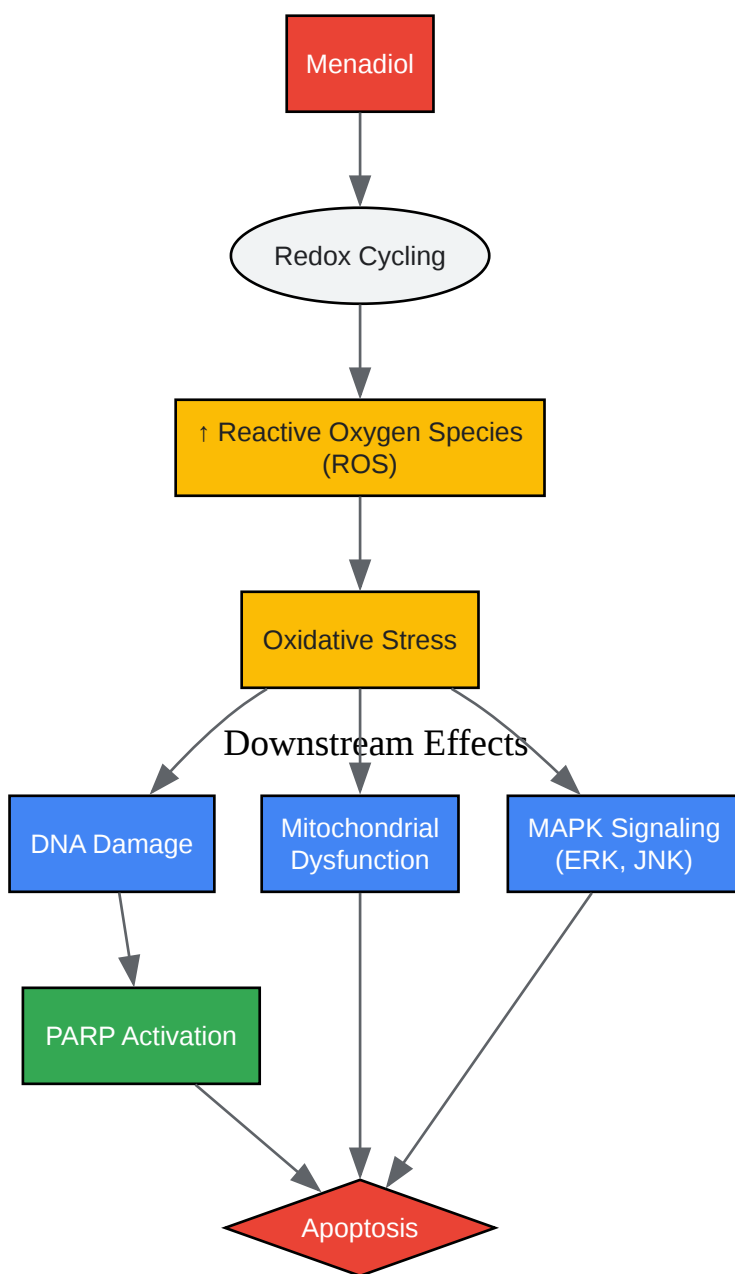 Menadiol
Redox Cycling
↑ Reactive Oxygen Species
(ROS)
Oxidative Stress
Downstream Effects
DNA Damage
Mitochondrial
Dysfunction
MAPK Signaling
(ERK, JNK)
PARP Activation
Apoptosis